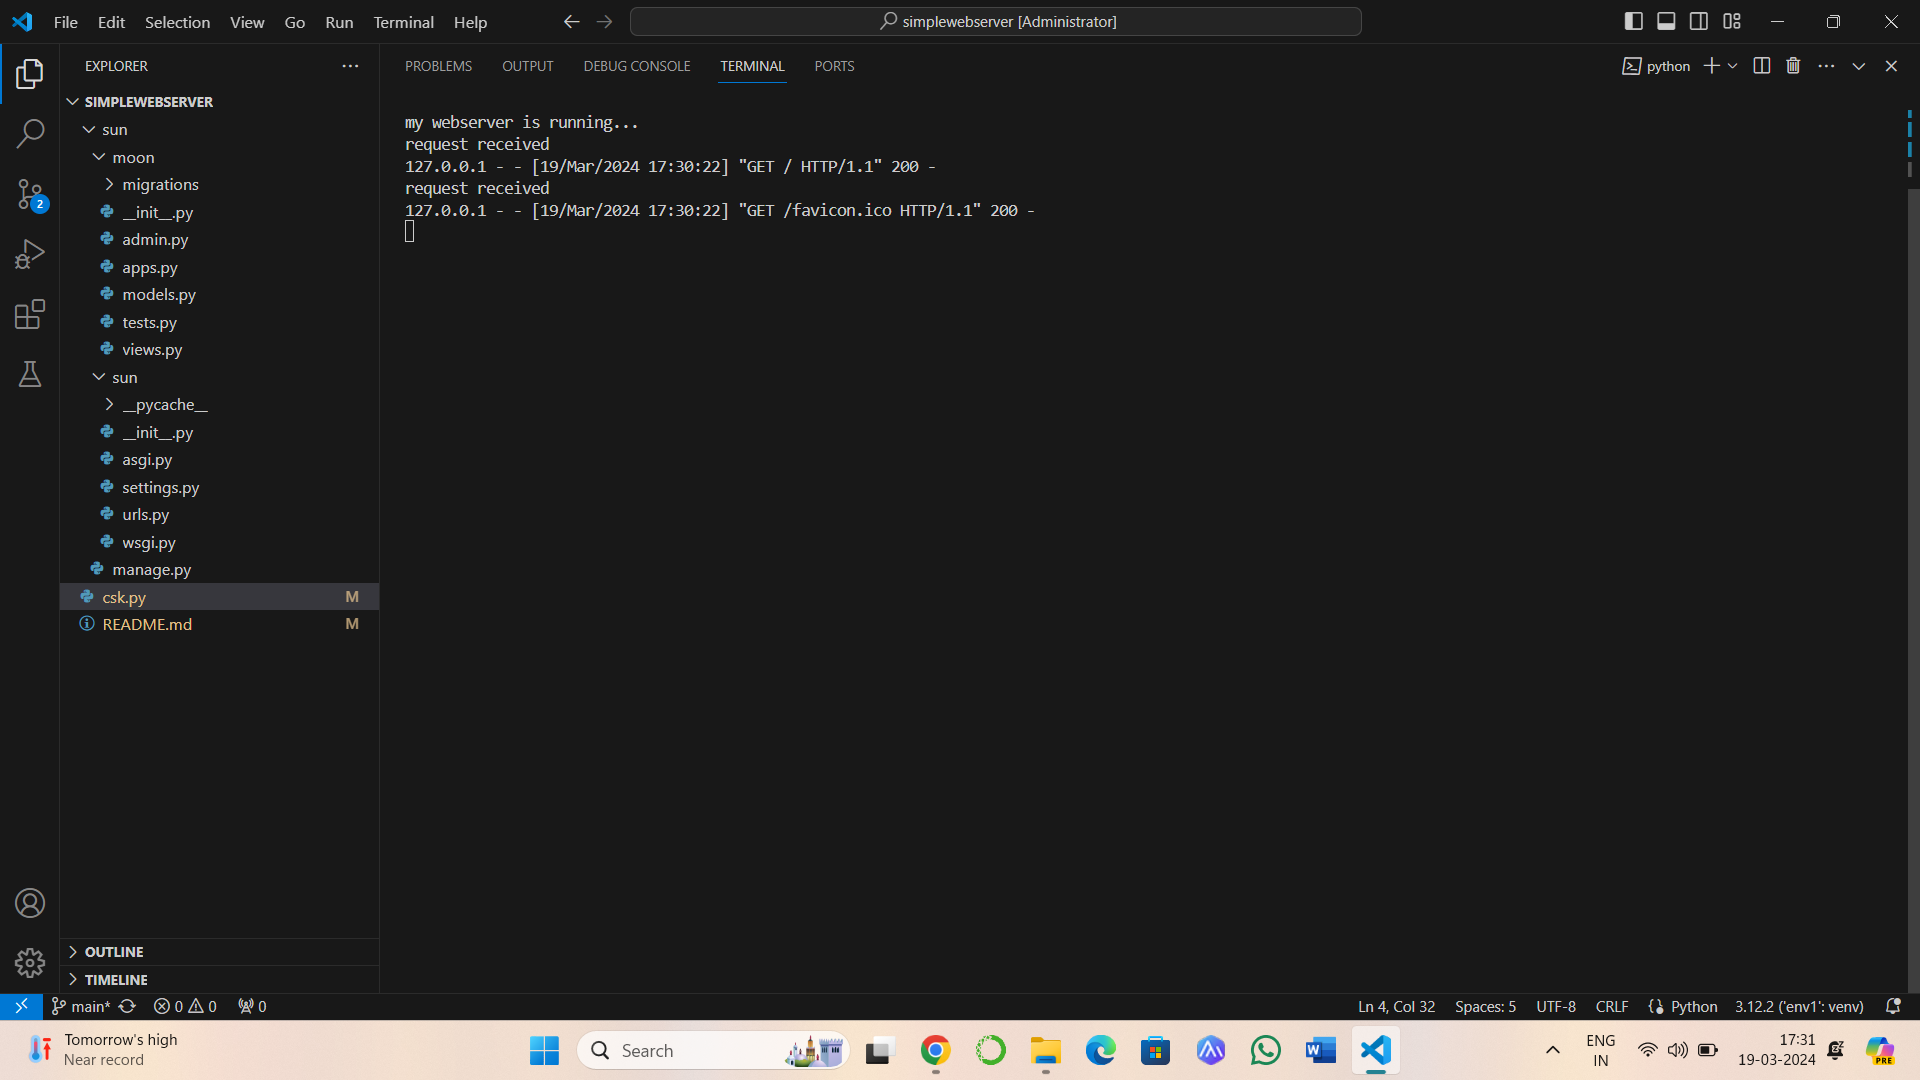 File Edit Selection View Go Run Terminal Help
simplewebserver [Administrator]
EXPLORER
SIMPLEWEBSERVER
sun
moon
migrations
__init__.py
admin.py
apps.py
models.py
tests.py
views.py
sun
__pycache__
__init__.py
asgi.py
settings.py
urls.py
wsgi.py
manage.py
csk.py M
README.md M
OUTLINE
TIMELINE
2
PROBLEMS OUTPUT DEBUG CONSOLE TERMINAL PORTS
python
my webserver is running...
request received
127.0.0.1 - - [19/Mar/2024 17:30:22] "GET / HTTP/1.1" 200 -
request received
127.0.0.1 - - [19/Mar/2024 17:30:22] "GET /favicon.ico HTTP/1.1" 200 -
main* 0 0 0
Ln 4, Col 32 Spaces: 5 UTF-8 CRLF Python 3.12.2 ('env1': venv)
Tomorrow's high
Near record
Search
ENG
IN
17:31
19-03-2024
PRE